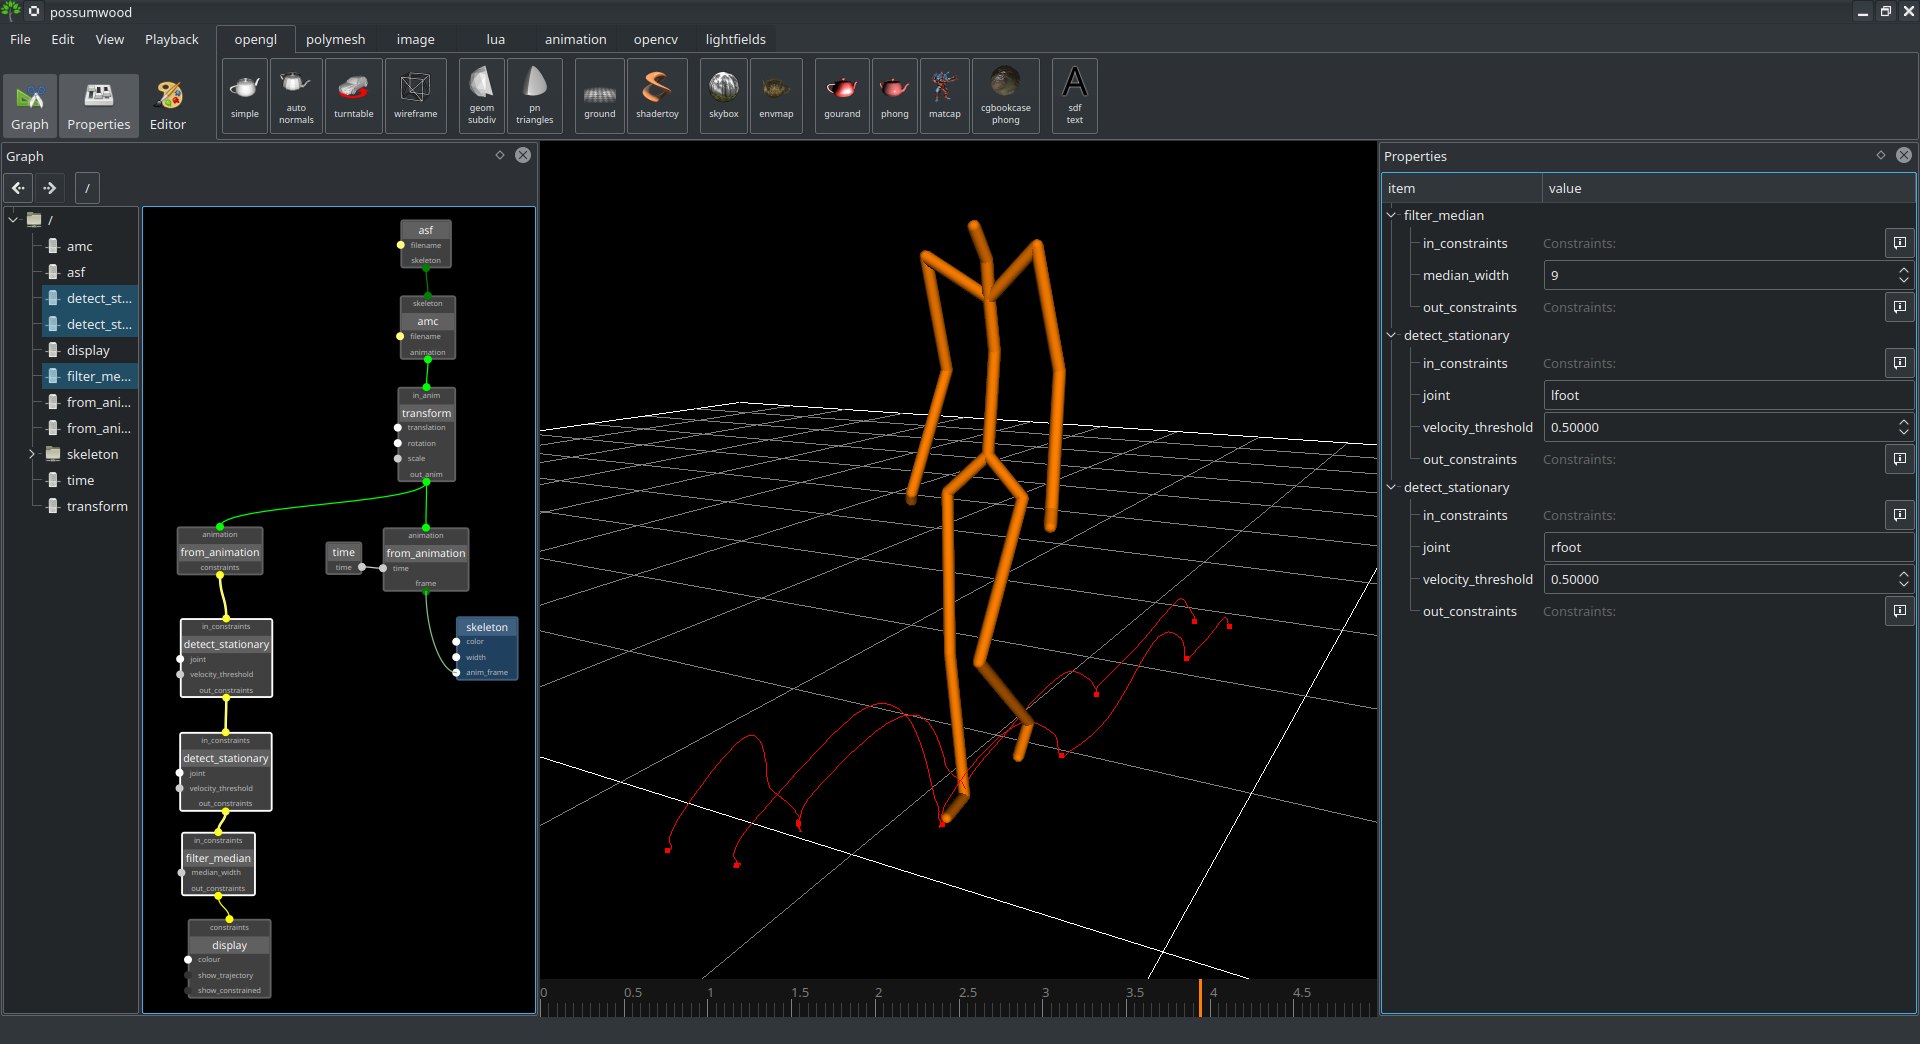 possumwood
File Edit View Playback
opengl polymesh image lua animation opencv lightfields
Graph Properties Editor
simple
auto normals
turntable
wireframe
geom subdiv
pn triangles
ground
shadertoy
skybox
envmap
gourand
phong
matcap
cgbookcase phong
A
sdf text
Graph
/
/
amc
asf
detect_st...
detect_st...
display
filter_me...
from_ani...
from_ani...
skeleton
time
transform
asf
filename
skeleton
skeleton
amc
filename
animation
in_anim
transform
translation
rotation
scale
out_anim
animation
from_animation
constraints
time
time
animation
from_animation
time
frame
skeleton
color
width
anim_frame
in_constraints
detect_stationary
joint
velocity_threshold
out_constraints
in_constraints
detect_stationary
joint
velocity_threshold
out_constraints
in_constraints
filter_median
median_width
out_constraints
constraints
display
colour
show_trajectory
show_constrained
0 0.5 1 1.5 2 2.5 3 3.5 4 4.5
Properties
item value
filter_median
in_constraints Constraints:
median_width 9
out_constraints Constraints:
detect_stationary
in_constraints Constraints:
joint lfoot
velocity_threshold 0.50000
out_constraints Constraints:
detect_stationary
in_constraints Constraints:
joint rfoot
velocity_threshold 0.50000
out_constraints Constraints: